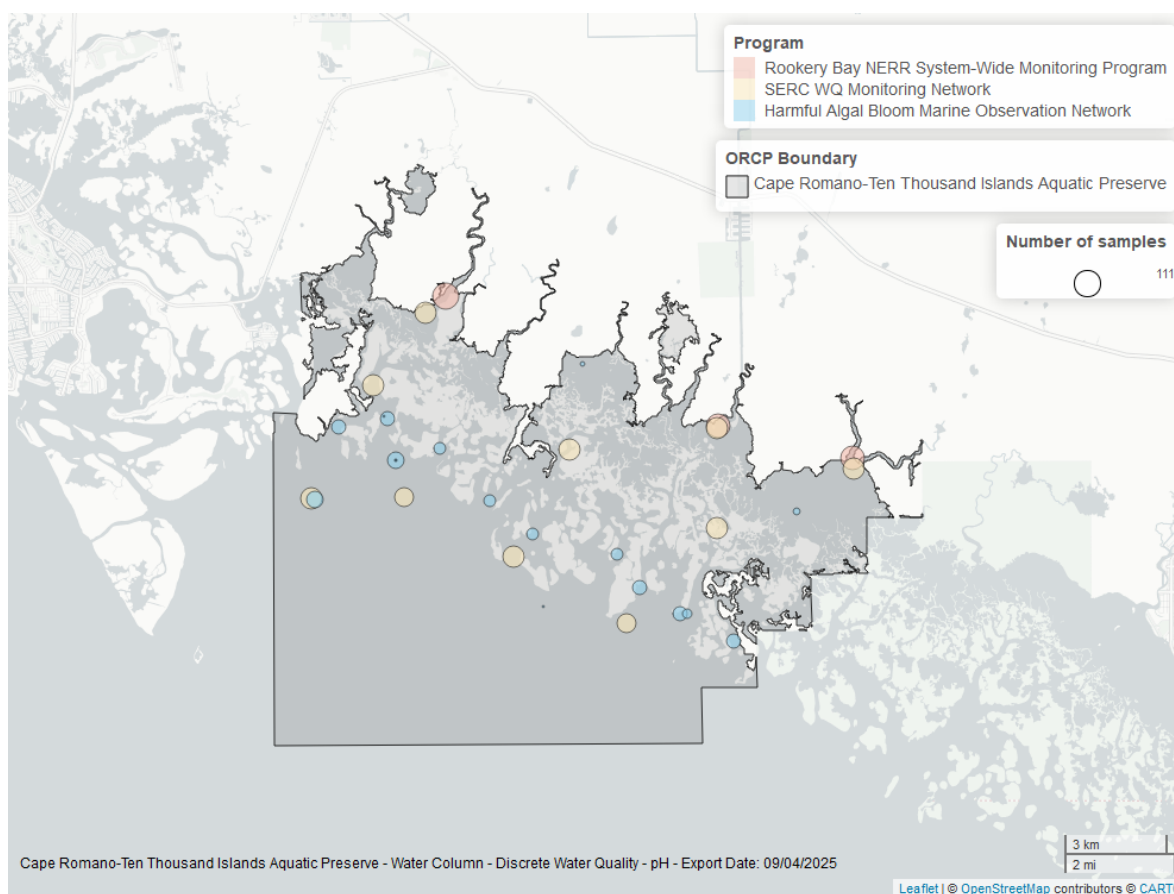 Program
Rookery Bay NERR System-Wide Monitoring Program
SERC WQ Monitoring Network
Harmful Algal Bloom Marine Observation Network
ORCP Boundary
Cape Romano-Ten Thousand Islands Aquatic Preserve
Number of samples
111
3 km
2 mi
Cape Romano-Ten Thousand Islands Aquatic Preserve - Water Column - Discrete Water Quality - pH - Export Date: 09/04/2025
Leaflet | © OpenStreetMap contributors © CART